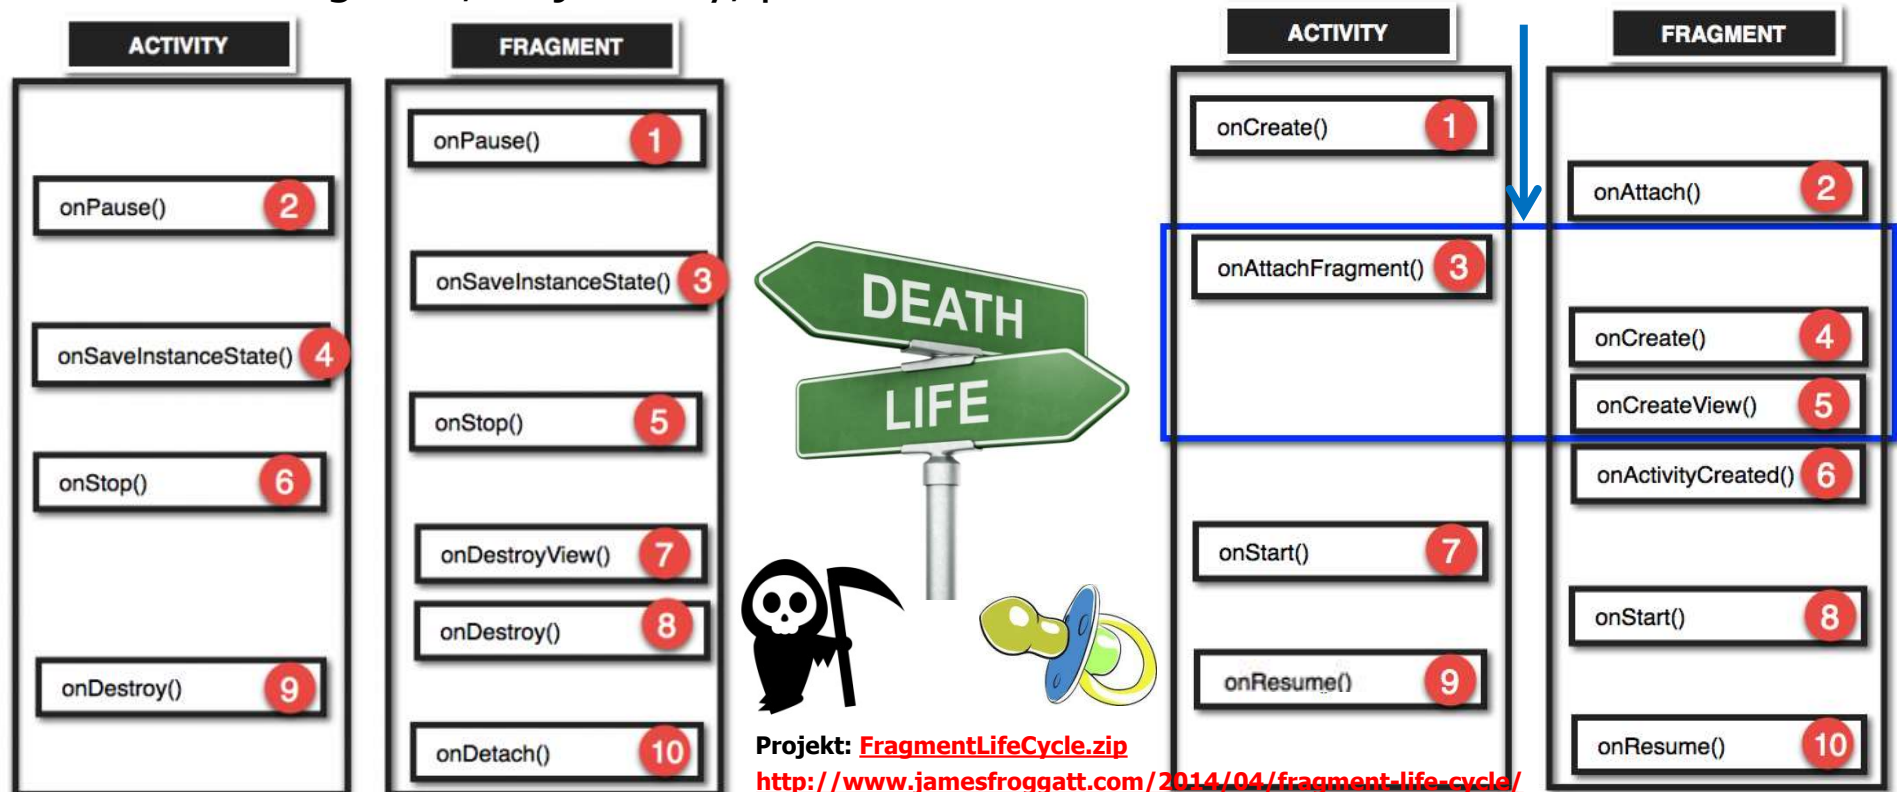 ACTIVITY
FRAGMENT
onPause() 1
onPause() 2
onSaveInstanceState() 3
onSaveInstanceState() 4
onStop() 5
onStop() 6
onDestroyView() 7
onDestroy() 8
onDestroy() 9
onDetach() 10
DEATH
LIFE
Projekt: FragmentLifeCycle.zip
http://www.jamesfroggatt.com/2014/04/fragment-life-cycle/
ACTIVITY
FRAGMENT
onCreate() 1
onAttach() 2
onAttachFragment() 3
onCreate() 4
onCreateView() 5
onActivityCreated() 6
onStart() 7
onStart() 8
onResume() 9
onResume() 10